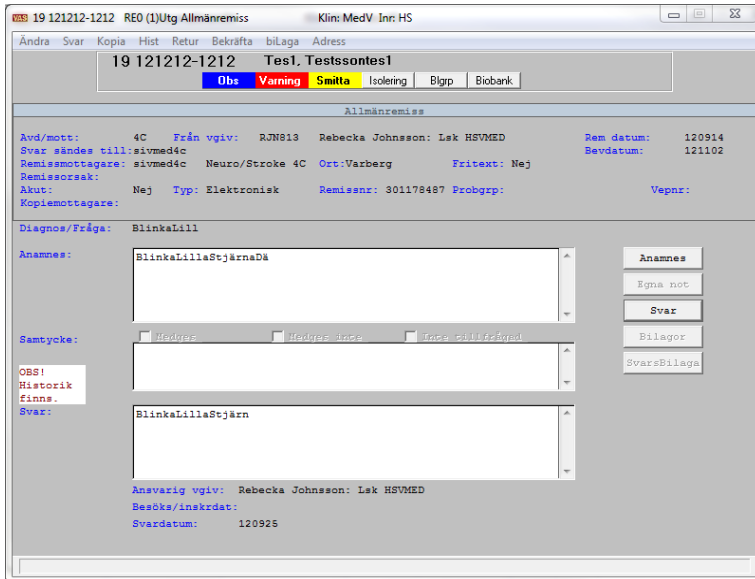 VAS 19 121212-1212 RE0 (1)Utg Allmänremiss Klin: MedV Inr: HS
Ändra Svar Kopia Hist Retur Bekräfta biLaga Adress
19 121212-1212 Tes1, Testssontes1
Obs Varning Smitta Isolering Blgrp Biobank
Allmänremiss
Avd/mott: 4C Från vgiv: RJN813 Rebecka Johnsson: Lsk HSVMED Rem datum: 120914
Svar sändes till:sivmed4c Bevdatum: 121102
Remissmottagare: sivmed4c Neuro/Stroke 4C Ort:Varberg Fritext: Nej
Remissorsak:
Akut: Nej Typ: Elektronisk Remissnr: 301178487 Probgrp: Vepnr:
Kopiemottagare:
Diagnos/Fråga: BlinkaLill
Anamnes: BlinkaLillaStjärnaDä Anamnes
Egna not
Svar
Samtycke: Medges Medges inte Inte tillfrågad Bilagor
SvarsBilaga
OBS!
Historik
finns.
Svar: BlinkaLillaStjärn
Ansvarig vgiv: Rebecka Johnsson: Lsk HSVMED
Besöks/inskrdat:
Svardatum: 120925